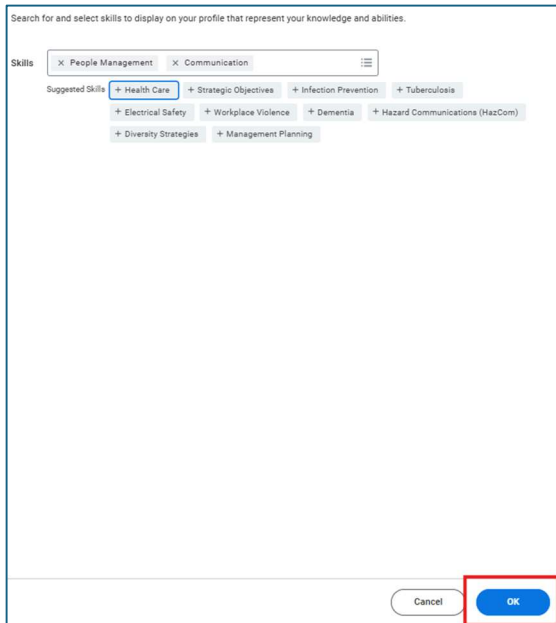 Search for and select skills to display on your profile that represent your knowledge and abilities.
Skills × People Management × Communication
Suggested Skills + Health Care + Strategic Objectives + Infection Prevention + Tuberculosis
+ Electrical Safety + Workplace Violence + Dementia + Hazard Communications (HazCom)
+ Diversity Strategies + Management Planning
Cancel OK